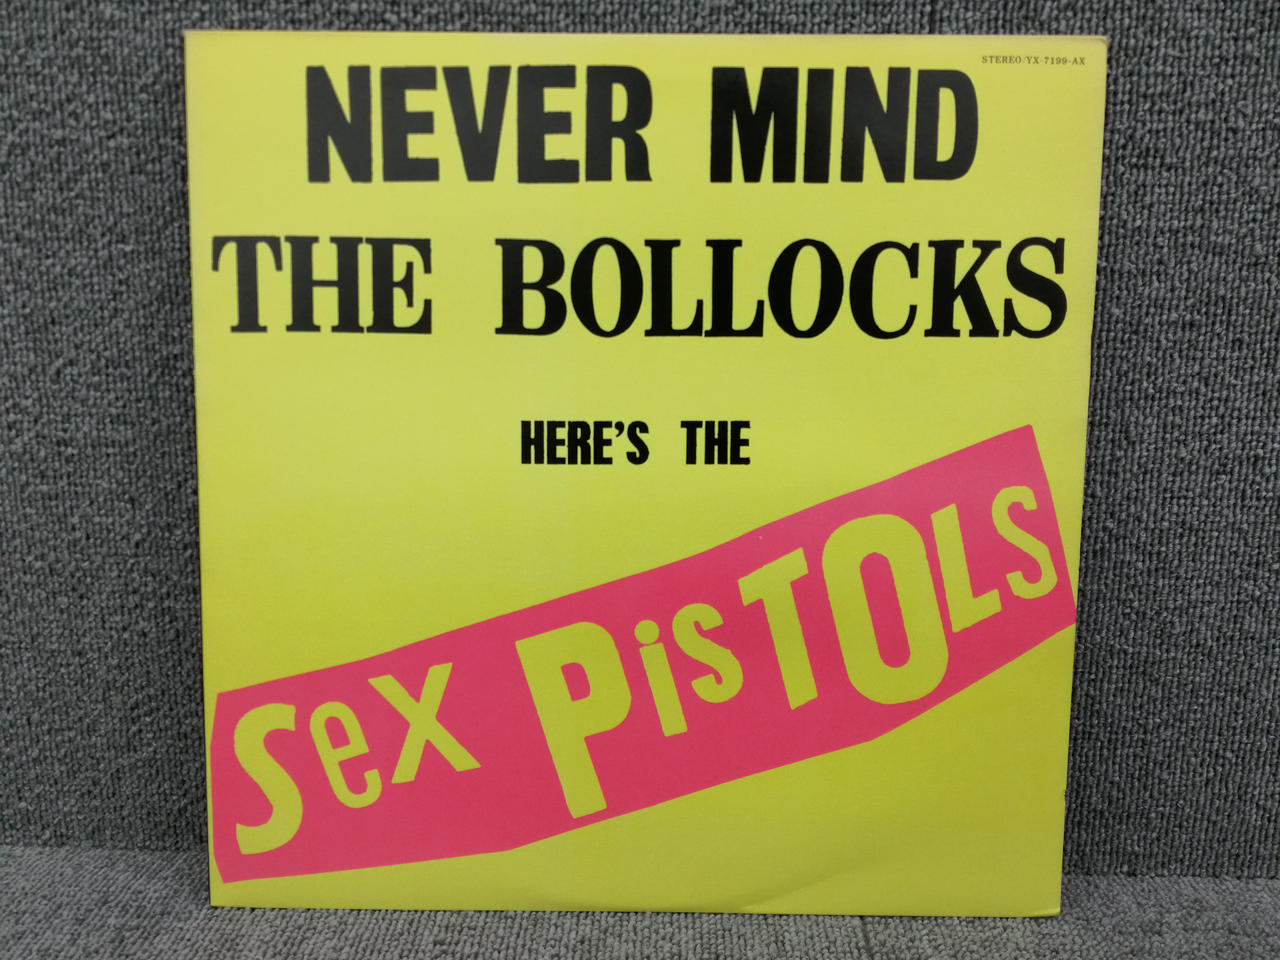 STEREO/YX-7199-AX
NEVER MIND
THE BOLLOCKS
HERE'S THE
Sex PisTOLS